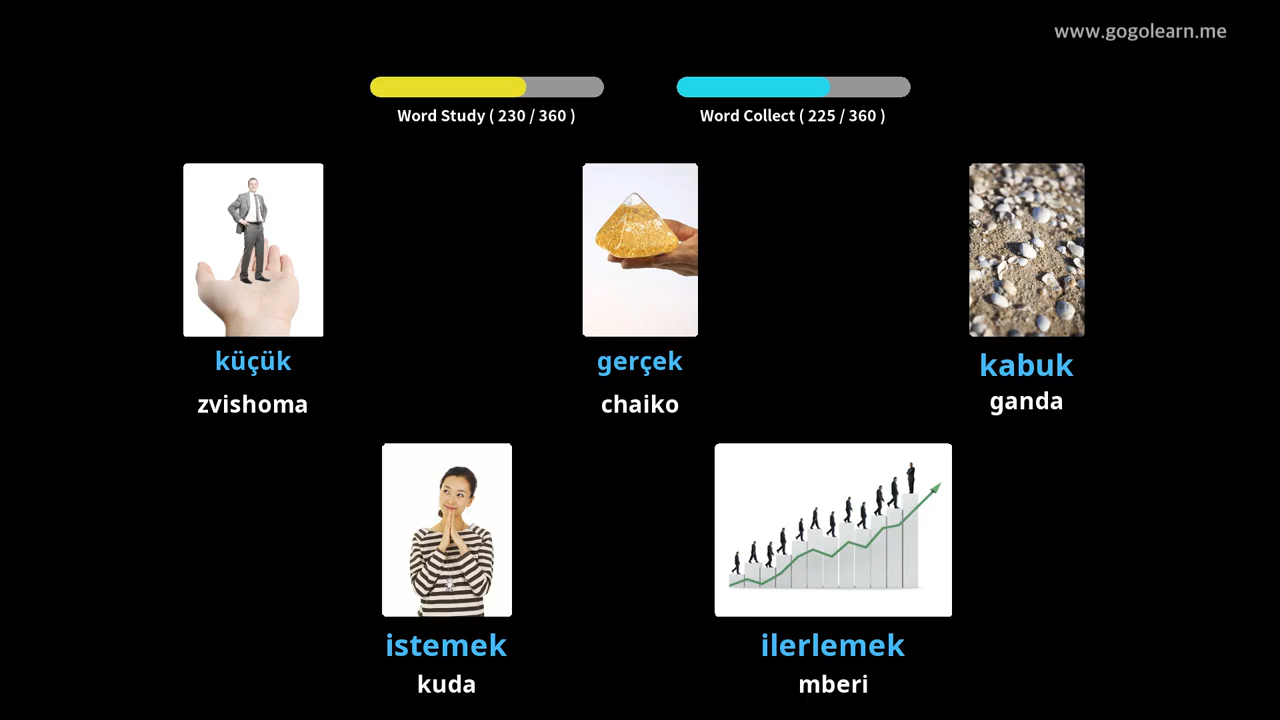 www.gogolearn.me
Word Study ( 230 / 360 )
Word Collect ( 225 / 360 )
küçük
gerçek
kabuk
zvishoma
chaiko
ganda
istemek
ilerlemek
kuda
mberi